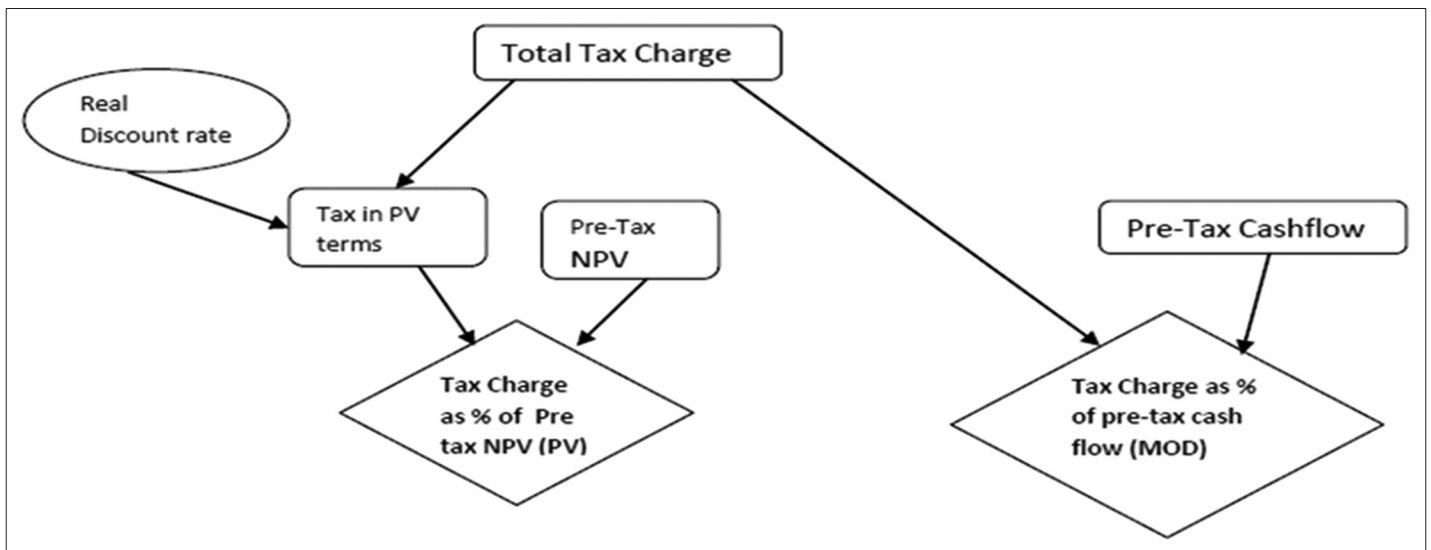 Total Tax Charge
Real
Discount rate
Tax in PV
terms
Pre-Tax
NPV
Pre-Tax Cashflow
Tax Charge
as % of Pre
tax NPV (PV)
Tax Charge as %
of pre-tax cash
flow (MOD)